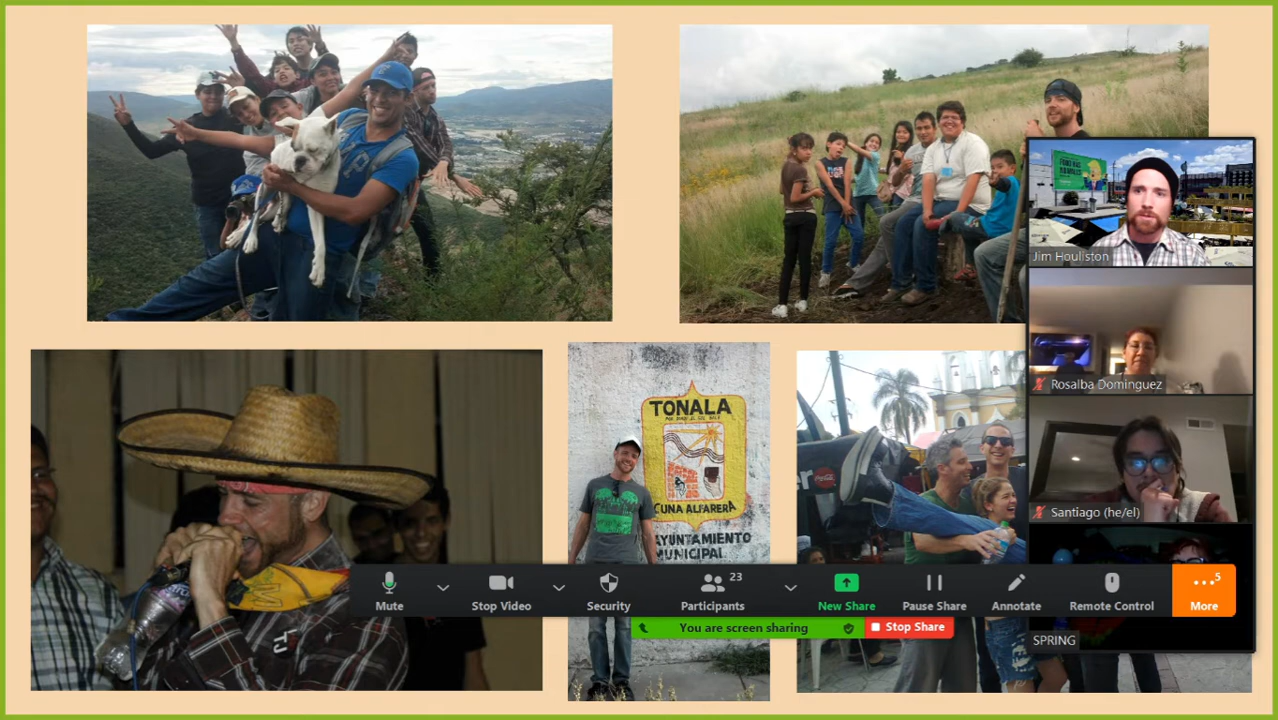 Jim Houliston
Rosalba Dominguez
Santiago (he/el)
TONALA
CUNA ALFARERA
AYUNTAMIENTO
MUNICIPAL
Mute
Stop Video
Security
Participants
23
New Share
Pause Share
Annotate
Remote Control
More
5
You are screen sharing
Stop Share
SPRING